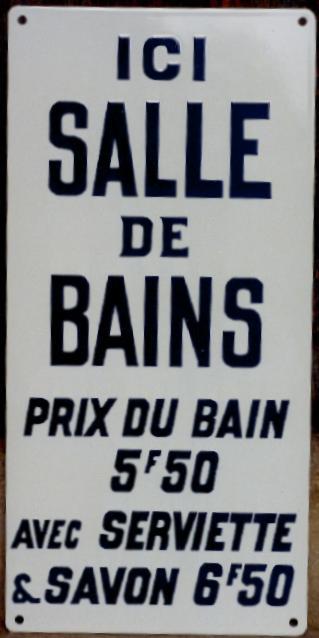 ICI
SALLE
DE
BAINS
PRIX DU BAIN
5F50
AVEC SERVIETTE
& SAVON 6F50